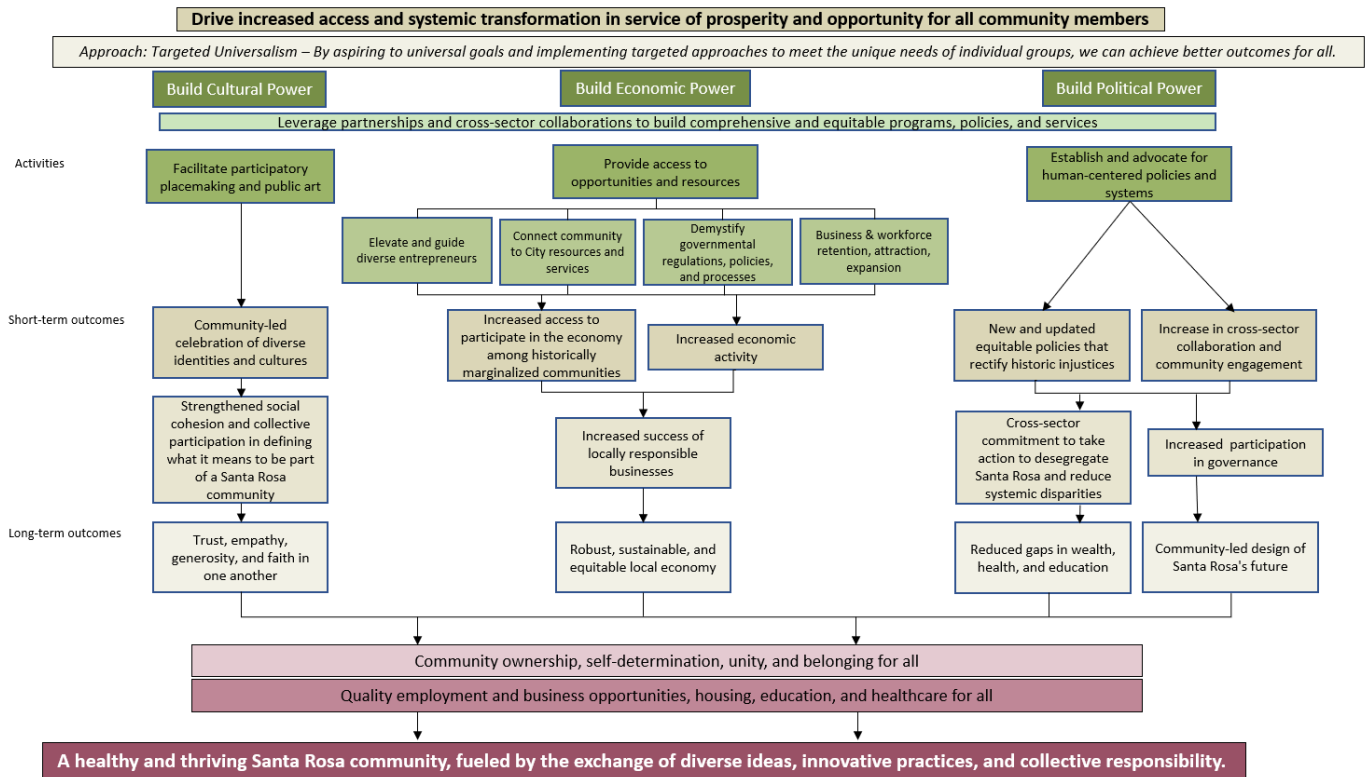 Drive increased access and systemic transformation in service of prosperity and opportunity for all community members
Approach: Targeted Universalism – By aspiring to universal goals and implementing targeted approaches to meet the unique needs of individual groups, we can achieve better outcomes for all.
Build Cultural Power
Build Economic Power
Build Political Power
Leverage partnerships and cross-sector collaborations to build comprehensive and equitable programs, policies, and services
Activities
Facilitate participatory
placemaking and public art
Provide access to
opportunities and resources
Establish and advocate for
human-centered policies and
systems
Elevate and guide
diverse entrepreneurs
Connect community
to City resources and
services
Demystify
governmental
regulations, policies,
and processes
Business & workforce
retention, attraction,
expansion
Short-term outcomes
Community-led
celebration of diverse
identities and cultures
Increased access to
participate in the economy
among historically
marginalized communities
Increased economic
activity
New and updated
equitable policies that
rectify historic injustices
Increase in cross-sector
collaboration and
community engagement
Strengthened social
cohesion and collective
participation in defining
what it means to be part
of a Santa Rosa
community
Increased success of
locally responsible
businesses
Cross-sector
commitment to take
action to desegregate
Santa Rosa and reduce
systemic disparities
Increased participation
in governance
Long-term outcomes
Trust, empathy,
generosity, and faith in
one another
Robust, sustainable, and
equitable local economy
Reduced gaps in wealth,
health, and education
Community-led design of
Santa Rosa's future
Community ownership, self-determination, unity, and belonging for all
Quality employment and business opportunities, housing, education, and healthcare for all
A healthy and thriving Santa Rosa community, fueled by the exchange of diverse ideas, innovative practices, and collective responsibility.